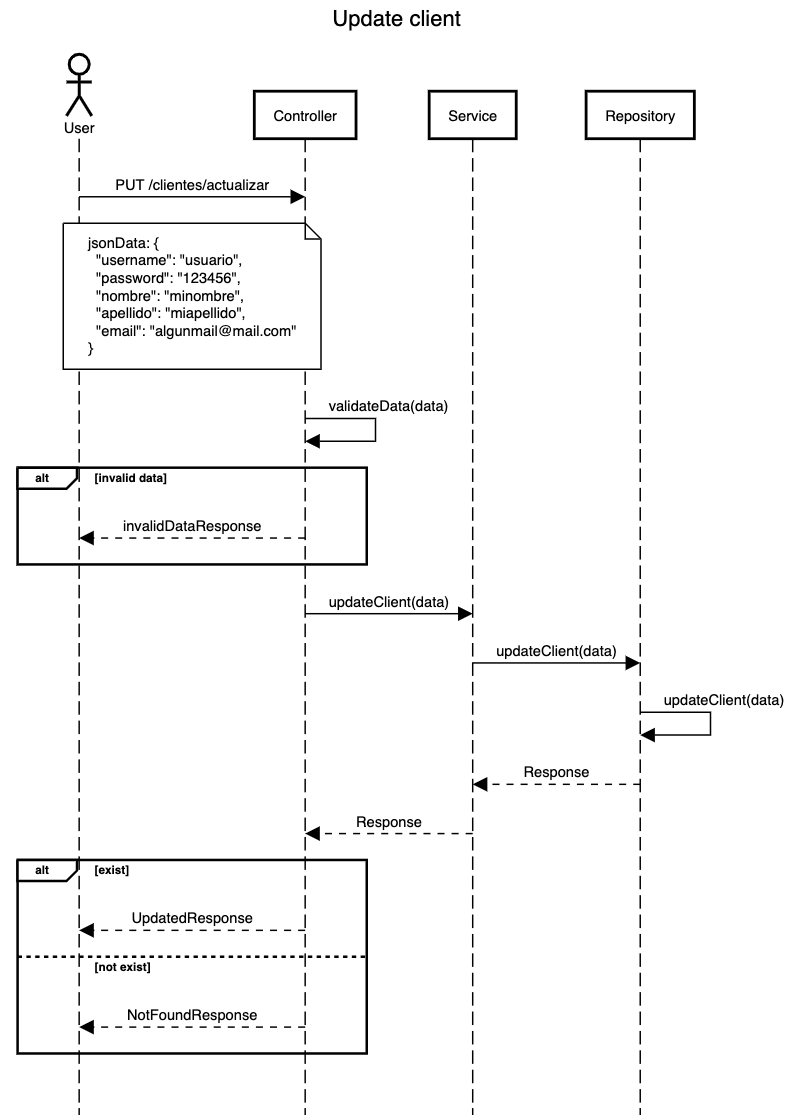 Update client
User
Controller
Service
Repository
PUT /clientes/actualizar
jsonData: {
"username": "usuario",
"password": "123456",
"nombre": "minombre",
"apellido": "miapellido",
"email": "algunmail@mail.com"
}
validateData(data)
alt
[invalid data]
invalidDataResponse
updateClient(data)
updateClient(data)
updateClient(data)
Response
Response
alt
[exist]
UpdatedResponse
[not exist]
NotFoundResponse